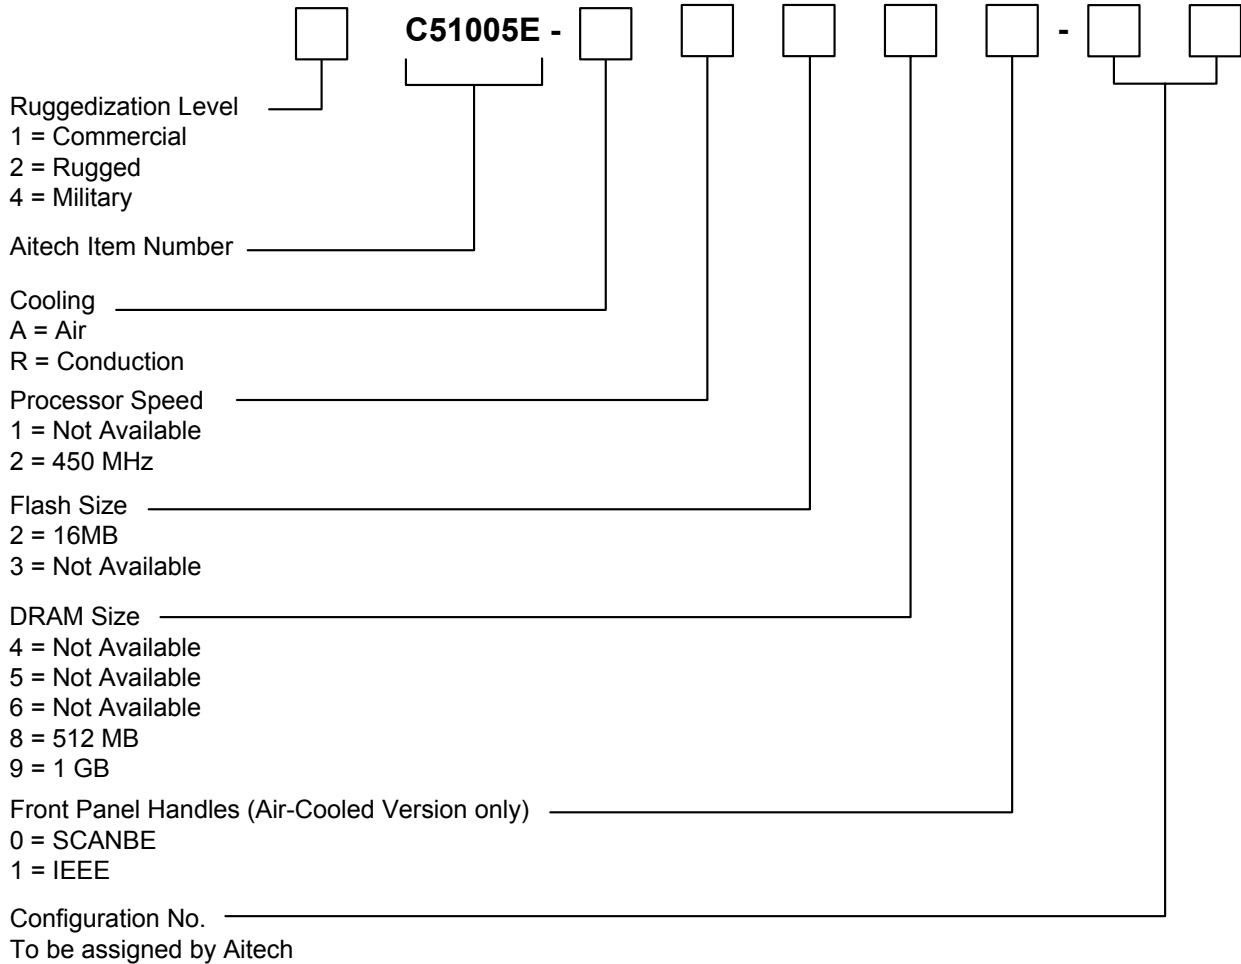 C51005E - -
Ruggedization Level
1 = Commercial
2 = Rugged
4 = Military
Aitech Item Number
Cooling
A = Air
R = Conduction
Processor Speed
1 = Not Available
2 = 450 MHz
Flash Size
2 = 16MB
3 = Not Available
DRAM Size
4 = Not Available
5 = Not Available
6 = Not Available
8 = 512 MB
9 = 1 GB
Front Panel Handles (Air-Cooled Version only)
0 = SCANBE
1 = IEEE
Configuration No.
To be assigned by Aitech